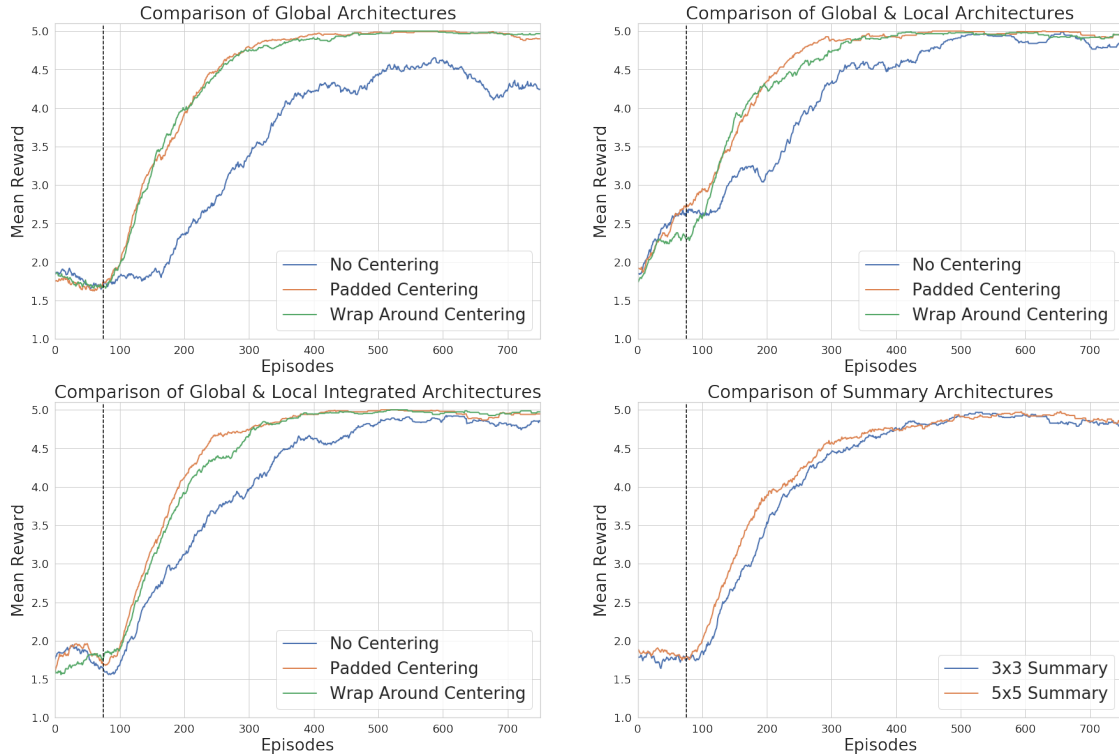 Comparison of Global Architectures
5.0
4.5
4.0
3.5
3.0
2.5
2.0
1.5
1.0
Mean Reward
No Centering
Padded Centering
Wrap Around Centering
0 100 200 300 400 500 600 700
Episodes
Comparison of Global & Local Architectures
5.0
4.5
4.0
3.5
3.0
2.5
2.0
1.5
1.0
Mean Reward
No Centering
Padded Centering
Wrap Around Centering
0 100 200 300 400 500 600 700
Episodes
Comparison of Global & Local Integrated Architectures
5.0
4.5
4.0
3.5
3.0
2.5
2.0
1.5
1.0
Mean Reward
No Centering
Padded Centering
Wrap Around Centering
0 100 200 300 400 500 600 700
Episodes
Comparison of Summary Architectures
5.0
4.5
4.0
3.5
3.0
2.5
2.0
1.5
1.0
Mean Reward
3x3 Summary
5x5 Summary
0 100 200 300 400 500 600 700
Episodes